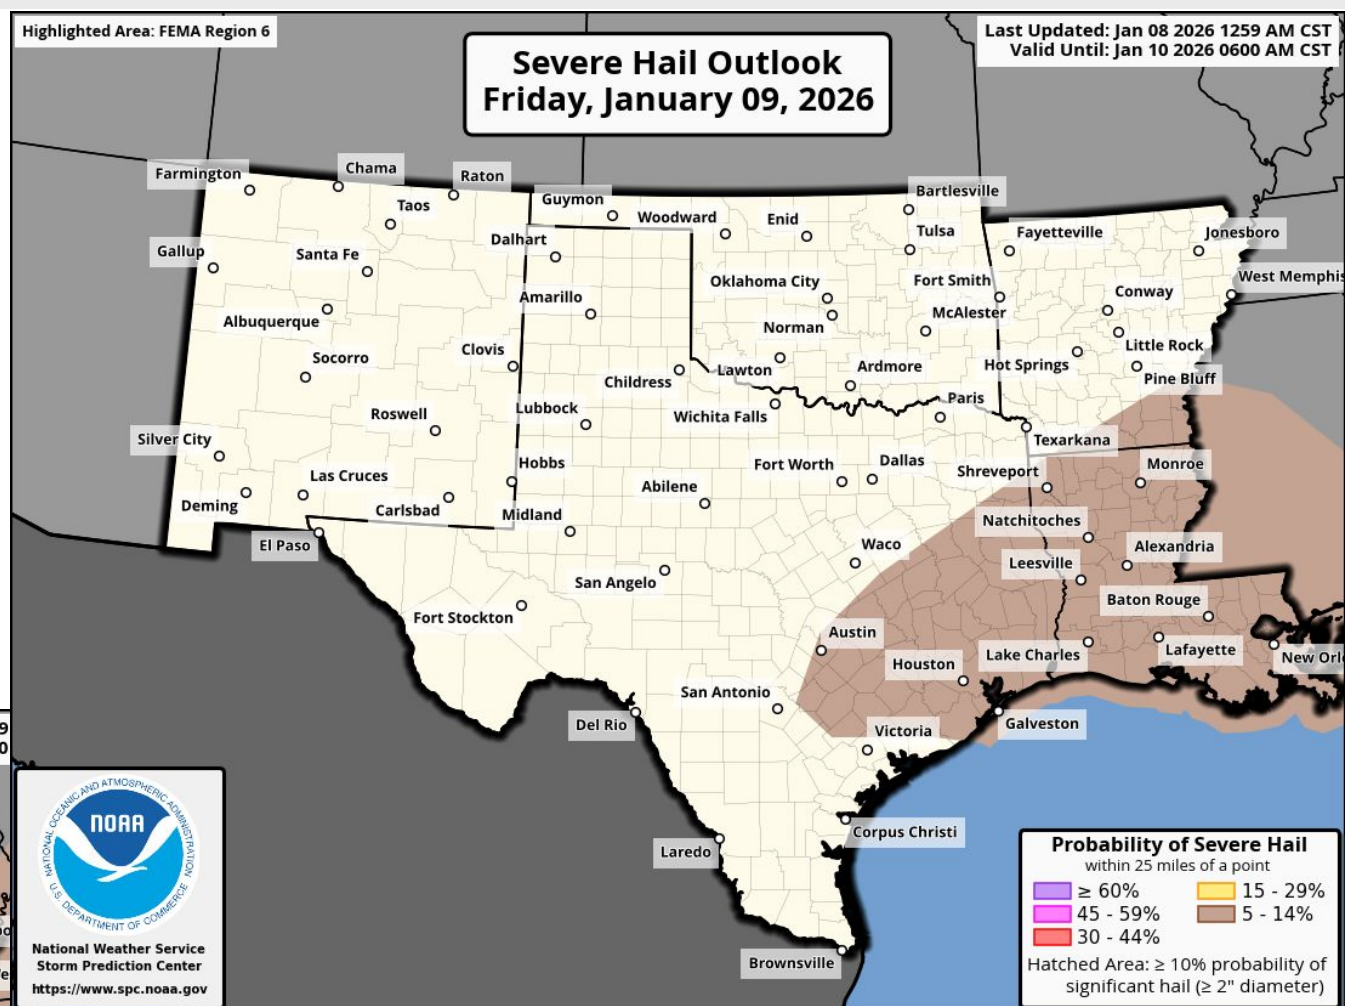 Highlighted Area: FEMA Region 6
Last Updated: Jan 08 2026 1259 AM CST
Valid Until: Jan 10 2026 0600 AM CST
Severe Hail Outlook
Friday, January 09, 2026
Farmington
Chama
Raton
Taos
Guymon
Woodward
Enid
Bartlesville
Tulsa
Fayetteville
Jonesboro
Gallup
Santa Fe
Dalhart
Oklahoma City
Fort Smith
West Memphis
Albuquerque
Amarillo
Norman
McAlester
Conway
Little Rock
Socorro
Clovis
Childress
Lawton
Ardmore
Hot Springs
Pine Bluff
Roswell
Lubbock
Wichita Falls
Paris
Texarkana
Silver City
Las Cruces
Hobbs
Abilene
Fort Worth
Dallas
Shreveport
Monroe
Deming
Carlsbad
Midland
Natchitoches
El Paso
San Angelo
Waco
Leesville
Alexandria
Fort Stockton
Austin
Baton Rouge
Houston
Lake Charles
Lafayette
New Orl
Del Rio
San Antonio
Victoria
Galveston
Laredo
Corpus Christi
Brownsville
9
0
NATIONAL OCEANIC AND ATMOSPHERIC ADMINISTRATION
NOAA
U.S. DEPARTMENT OF COMMERCE
National Weather Service
Storm Prediction Center
https://www.spc.noaa.gov
Probability of Severe Hail
within 25 miles of a point
≥ 60%
15 - 29%
45 - 59%
5 - 14%
30 - 44%
Hatched Area: ≥ 10% probability of
significant hail (≥ 2" diameter)